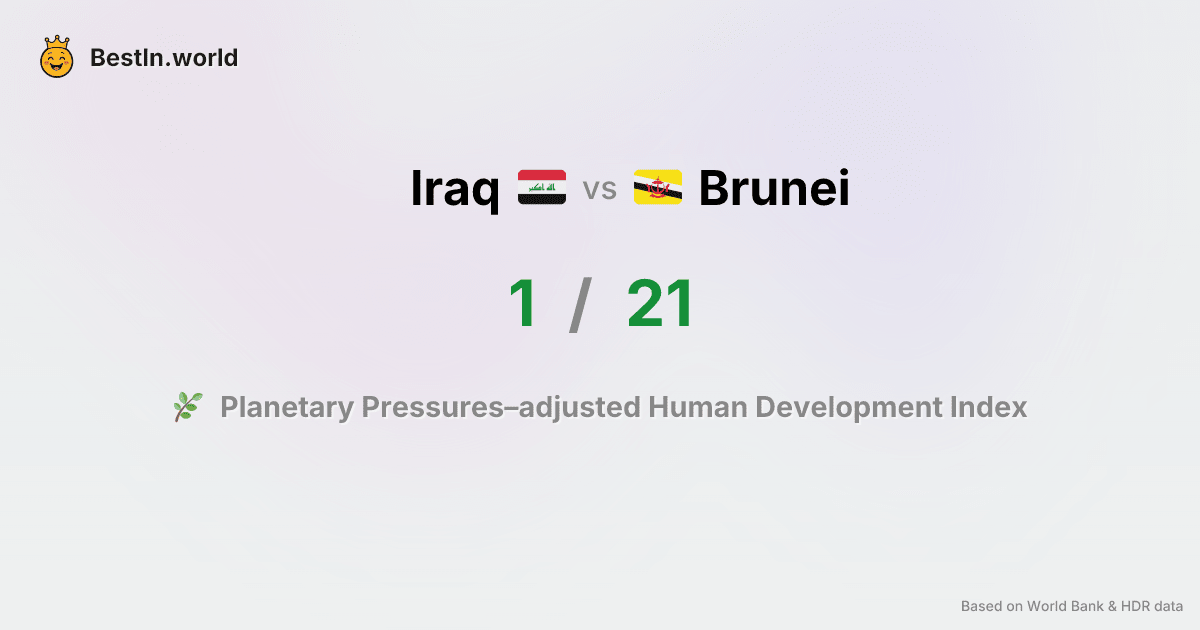 BestIn.world
Iraq vs Brunei
1 / 21
Planetary Pressures–adjusted Human Development Index
Based on World Bank & HDR data